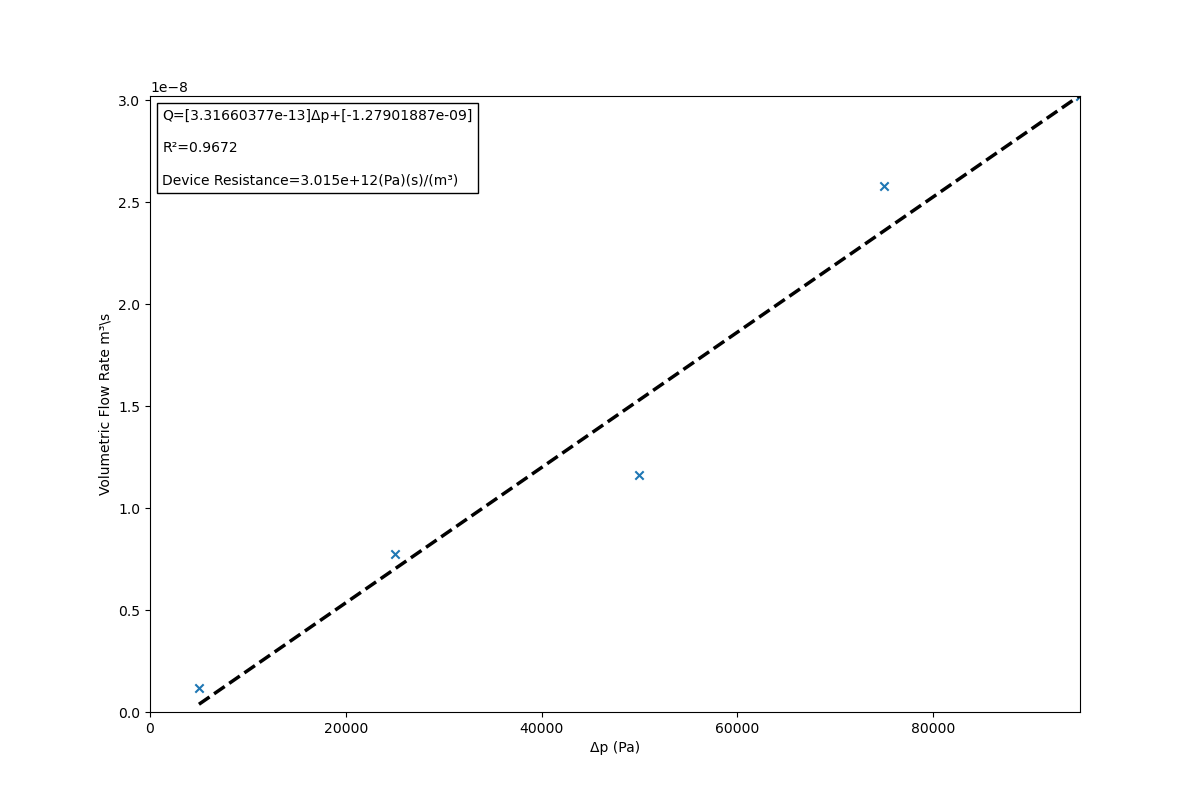 1e−8
3.0
Q=[3.31660377e-13]Δp+[-1.27901887e-09]
R²=0.9672
Device Resistance=3.015e+12(Pa)(s)/(m³)
2.5
2.0
1.5
1.0
0.5
0.0
Volumetric Flow Rate m³\s
0 20000 40000 60000 80000
Δp (Pa)